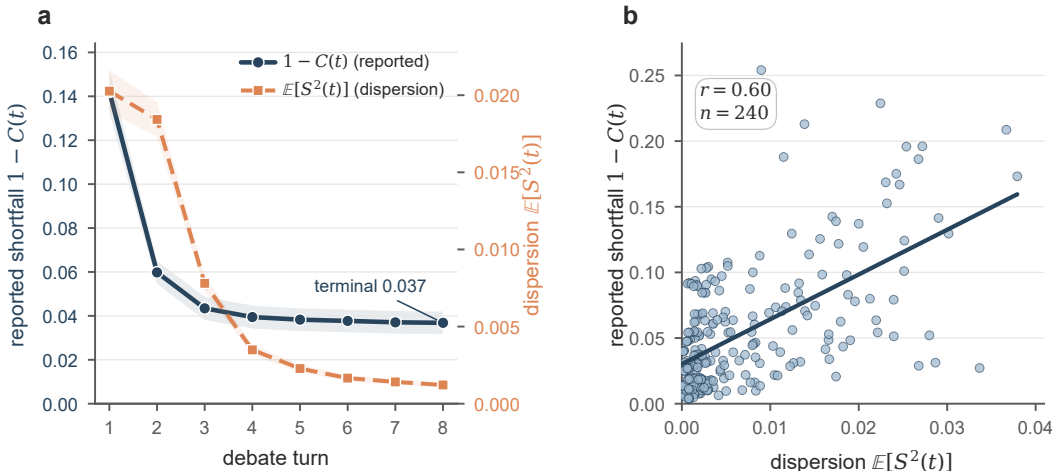 a
0.16
0.14
0.12
0.10
0.08
0.06
0.04
0.02
0.00
reported shortfall 1 − C(t)
1 − C(t) (reported)
𝔼[S²(t)] (dispersion)
terminal 0.037
0.020
0.015
0.010
0.005
0.000
dispersion 𝔼[S²(t)]
1 2 3 4 5 6 7 8
debate turn
b
0.25
0.20
0.15
0.10
0.05
0.00
reported shortfall 1 − C(t)
r = 0.60
n = 240
0.00 0.01 0.02 0.03 0.04
dispersion 𝔼[S²(t)]